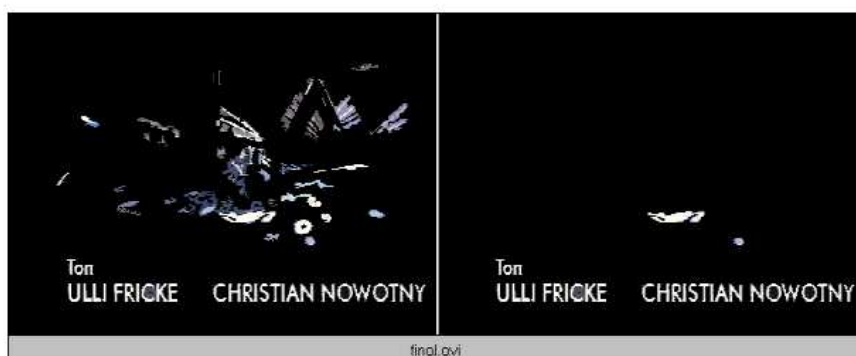 Ton
ULLI FRICKE CHRISTIAN NOWOTNY
Ton
ULLI FRICKE CHRISTIAN NOWOTNY
final.avi